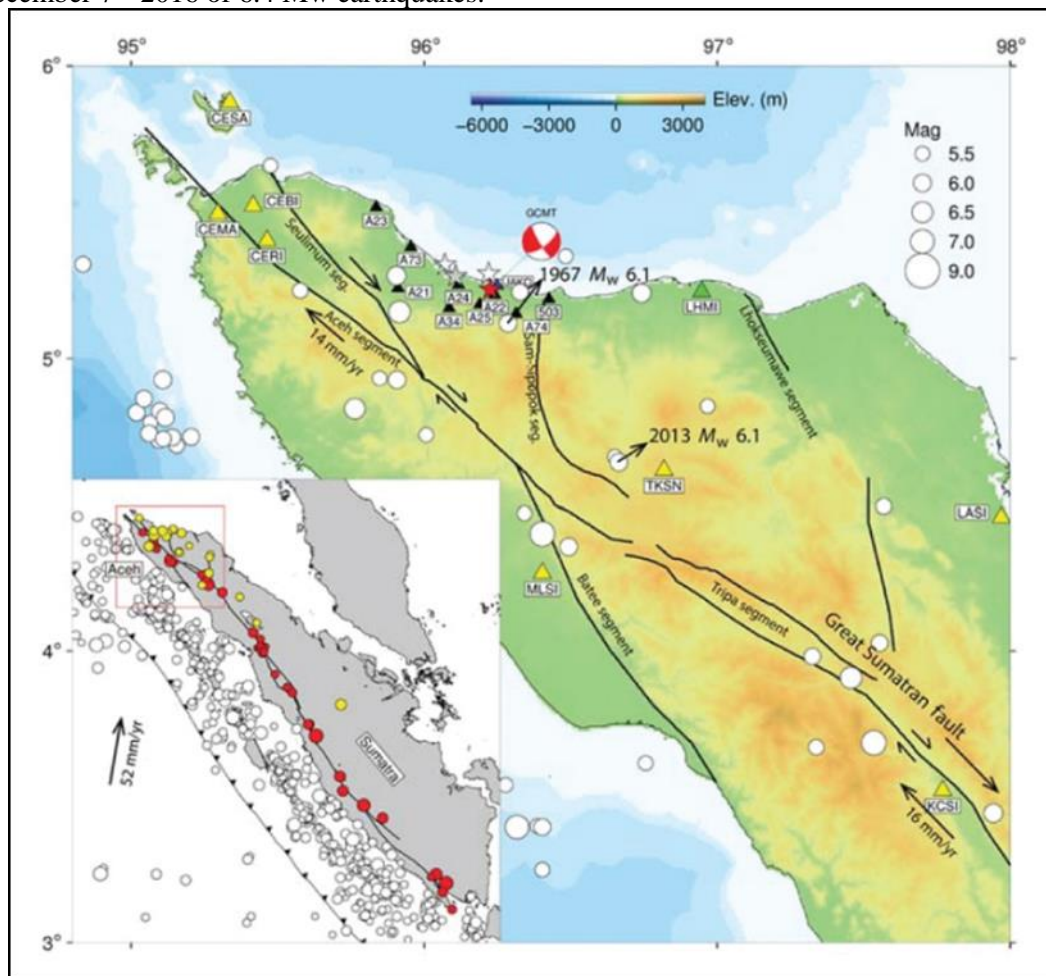 cember 7th 2016 of 6.4 Mw earthquakes.
95° 96° 97° 98°
6°
5°
4°
3°
Elev. (m)
−6000 −3000 0 3000
Mag
5.5
6.0
6.5
7.0
9.0
CESA
CEBI
CEMA
CERI
Seulimum seg.
A23
A73
A21
A24
A34
A25
A22
A74
503
GCMT
1967 Mw 6.1
LHMI
Lhokseumawe segment
Aceh segment
14 mm/yr
seg.
2013 Mw 6.1
TKSN
LASI
MLSI
Batee segment
Tripa segment
Great Sumatran fault
KCSI
16 mm/yr
Aceh
Sumatra
52 mm/yr